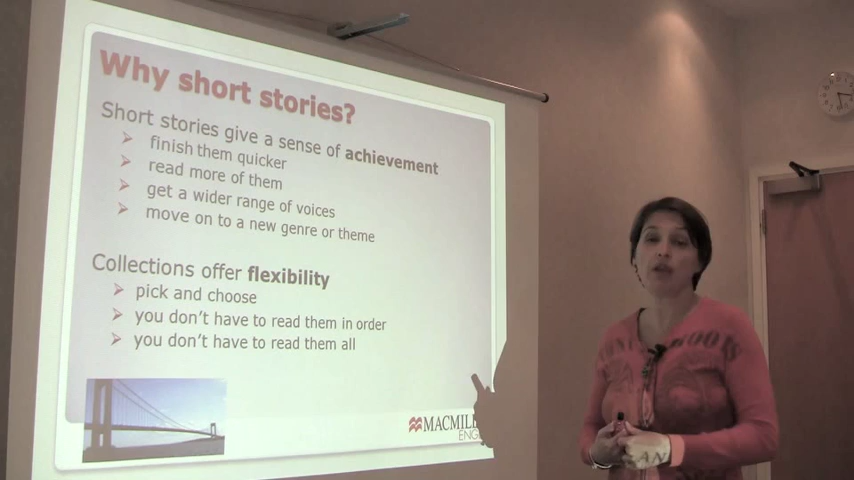 Why short stories?
Short stories give a sense of achievement
finish them quicker
read more of them
get a wider range of voices
move on to a new genre or theme
Collections offer flexibility
pick and choose
you don't have to read them in order
you don't have to read them all